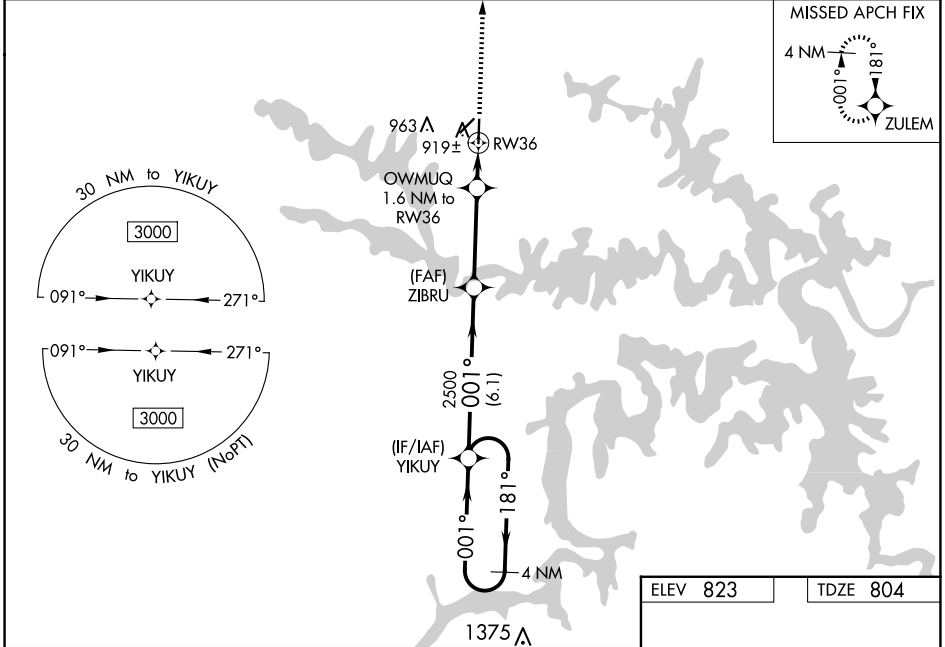 MISSED APCH FIX
4 NM
001°
181°
ZULEM
963
919±
RW36
OWMUQ
1.6 NM to
RW36
30 NM to YIKUY
3000
YIKUY
091°
271°
091°
271°
YIKUY
3000
30 NM to YIKUY (NoPT)
(FAF)
ZIBRU
2500
001°
(6.1)
(IF/IAF)
YIKUY
001°
181°
4 NM
1375
ELEV 823
TDZE 804